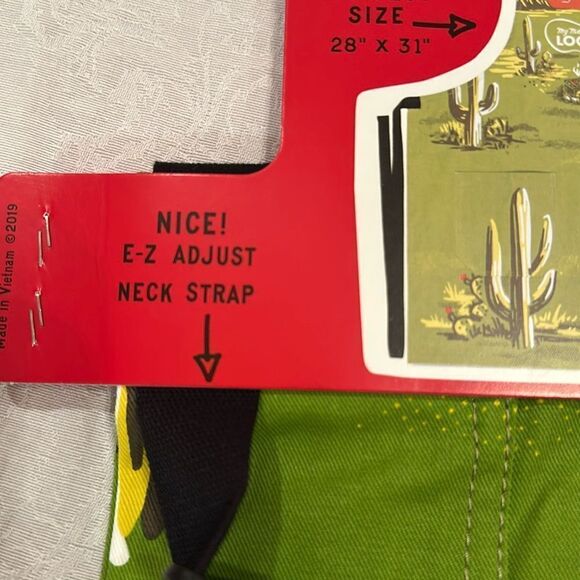 SIZE
28" x 31"
NICE!
E-Z ADJUST
NECK STRAP
Made in Vietnam ©2019